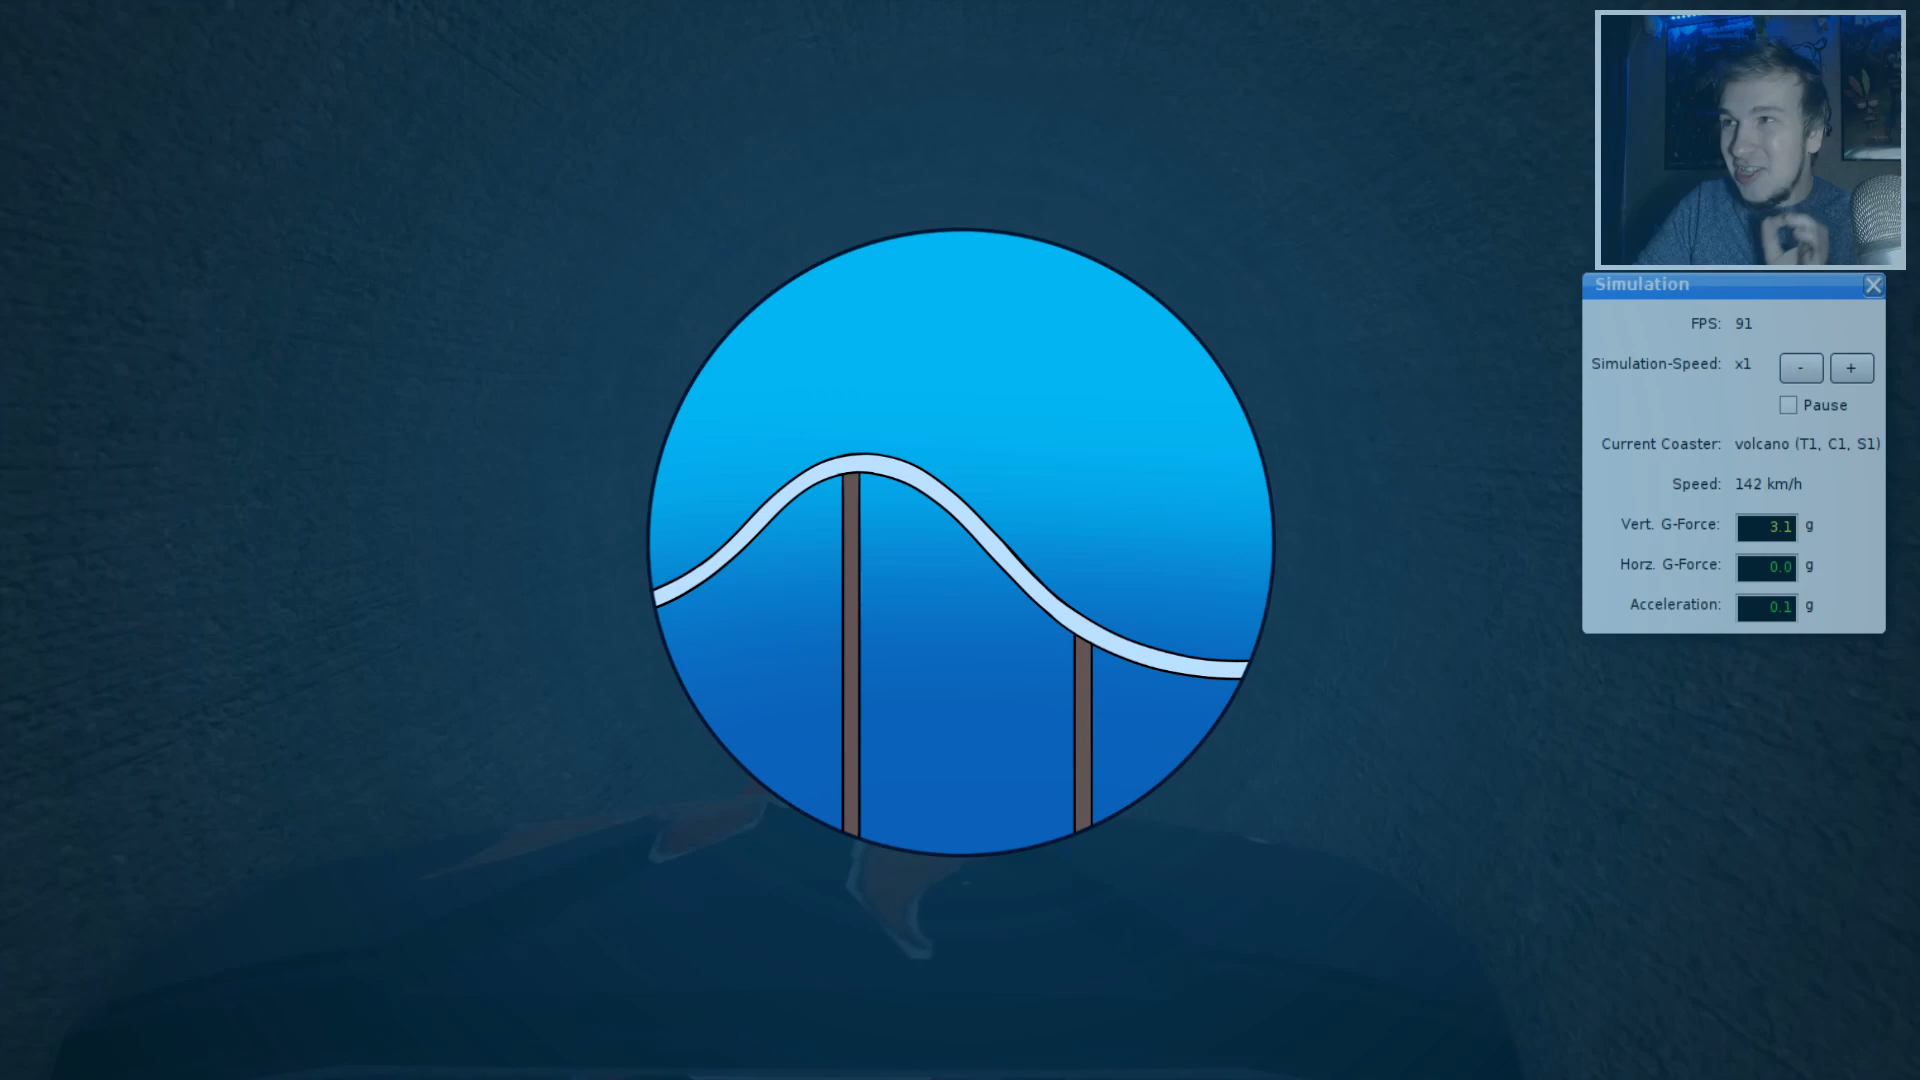 Simulation
FPS: 91
Simulation-Speed: x1 - +
Pause
Current Coaster: volcano (T1, C1, S1)
Speed: 142 km/h
Vert. G-Force: 3.1 g
Horz. G-Force: 0.0 g
Acceleration: 0.1 g